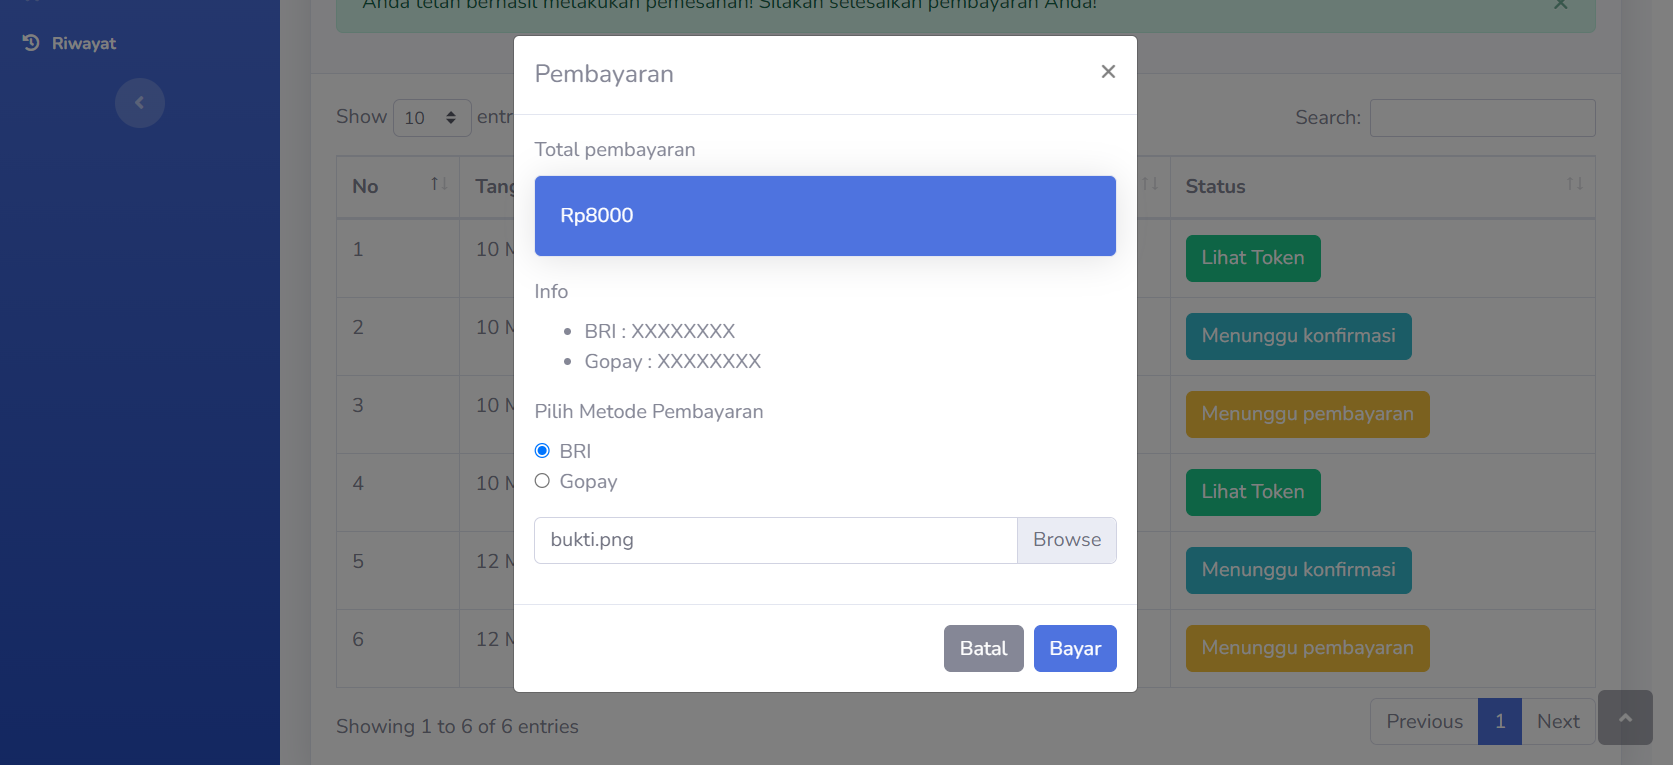 Anda telah berhasil melakukan pemesanan! Silakan selesaikan pembayaran Anda! ×
Riwayat
Pembayaran ×
Show 10 entr
Search:
Total pembayaran
No Tang Status
Rp8000
1 10 M Lihat Token
Info
BRI : XXXXXXXX
2 10 M Menunggu konfirmasi
Gopay : XXXXXXXX
3 10 M Menunggu pembayaran
Pilih Metode Pembayaran
BRI
Gopay
4 10 M Lihat Token
bukti.png Browse
5 12 M Menunggu konfirmasi
6 12 M Menunggu pembayaran
Batal Bayar
Showing 1 to 6 of 6 entries
Previous 1 Next